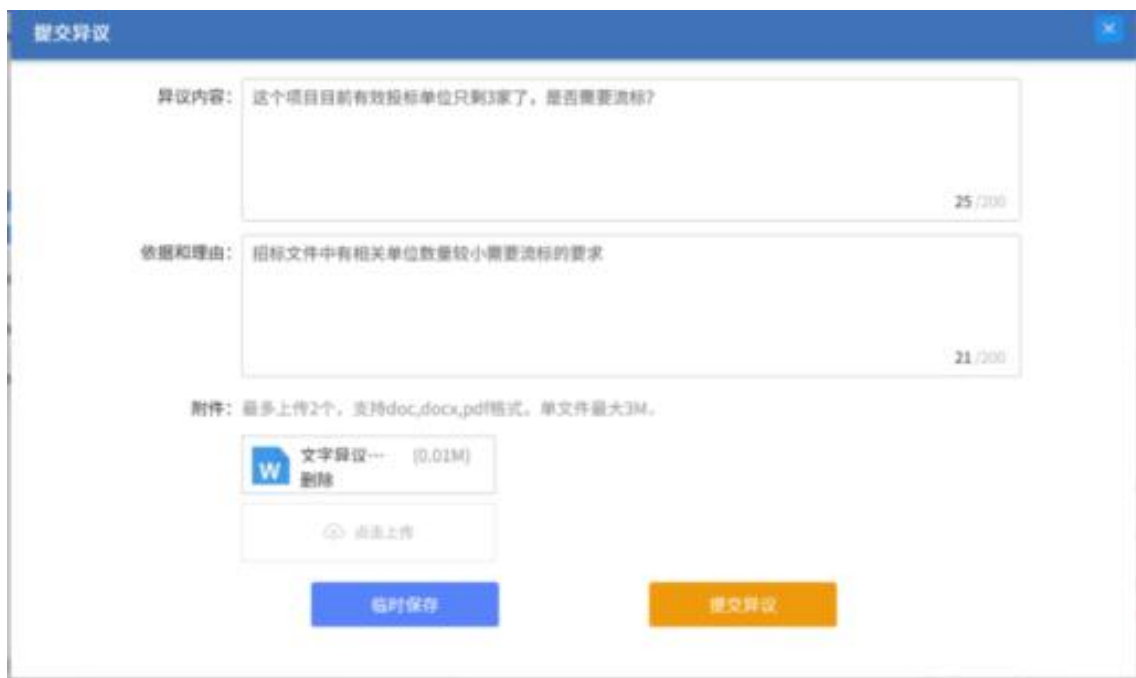 提交异议
异议内容：
这个项目目前有效投标单位只剩3家了，是否需要流标？
25/200
依据和理由：
招标文件中有相关单位数量较小需要流标的要求
21/200
附件：最多上传2个，支持doc,docx,pdf格式，单文件最大3M。
W
文字异议… (0.01M)
删除
点击上传
临时保存
提交异议